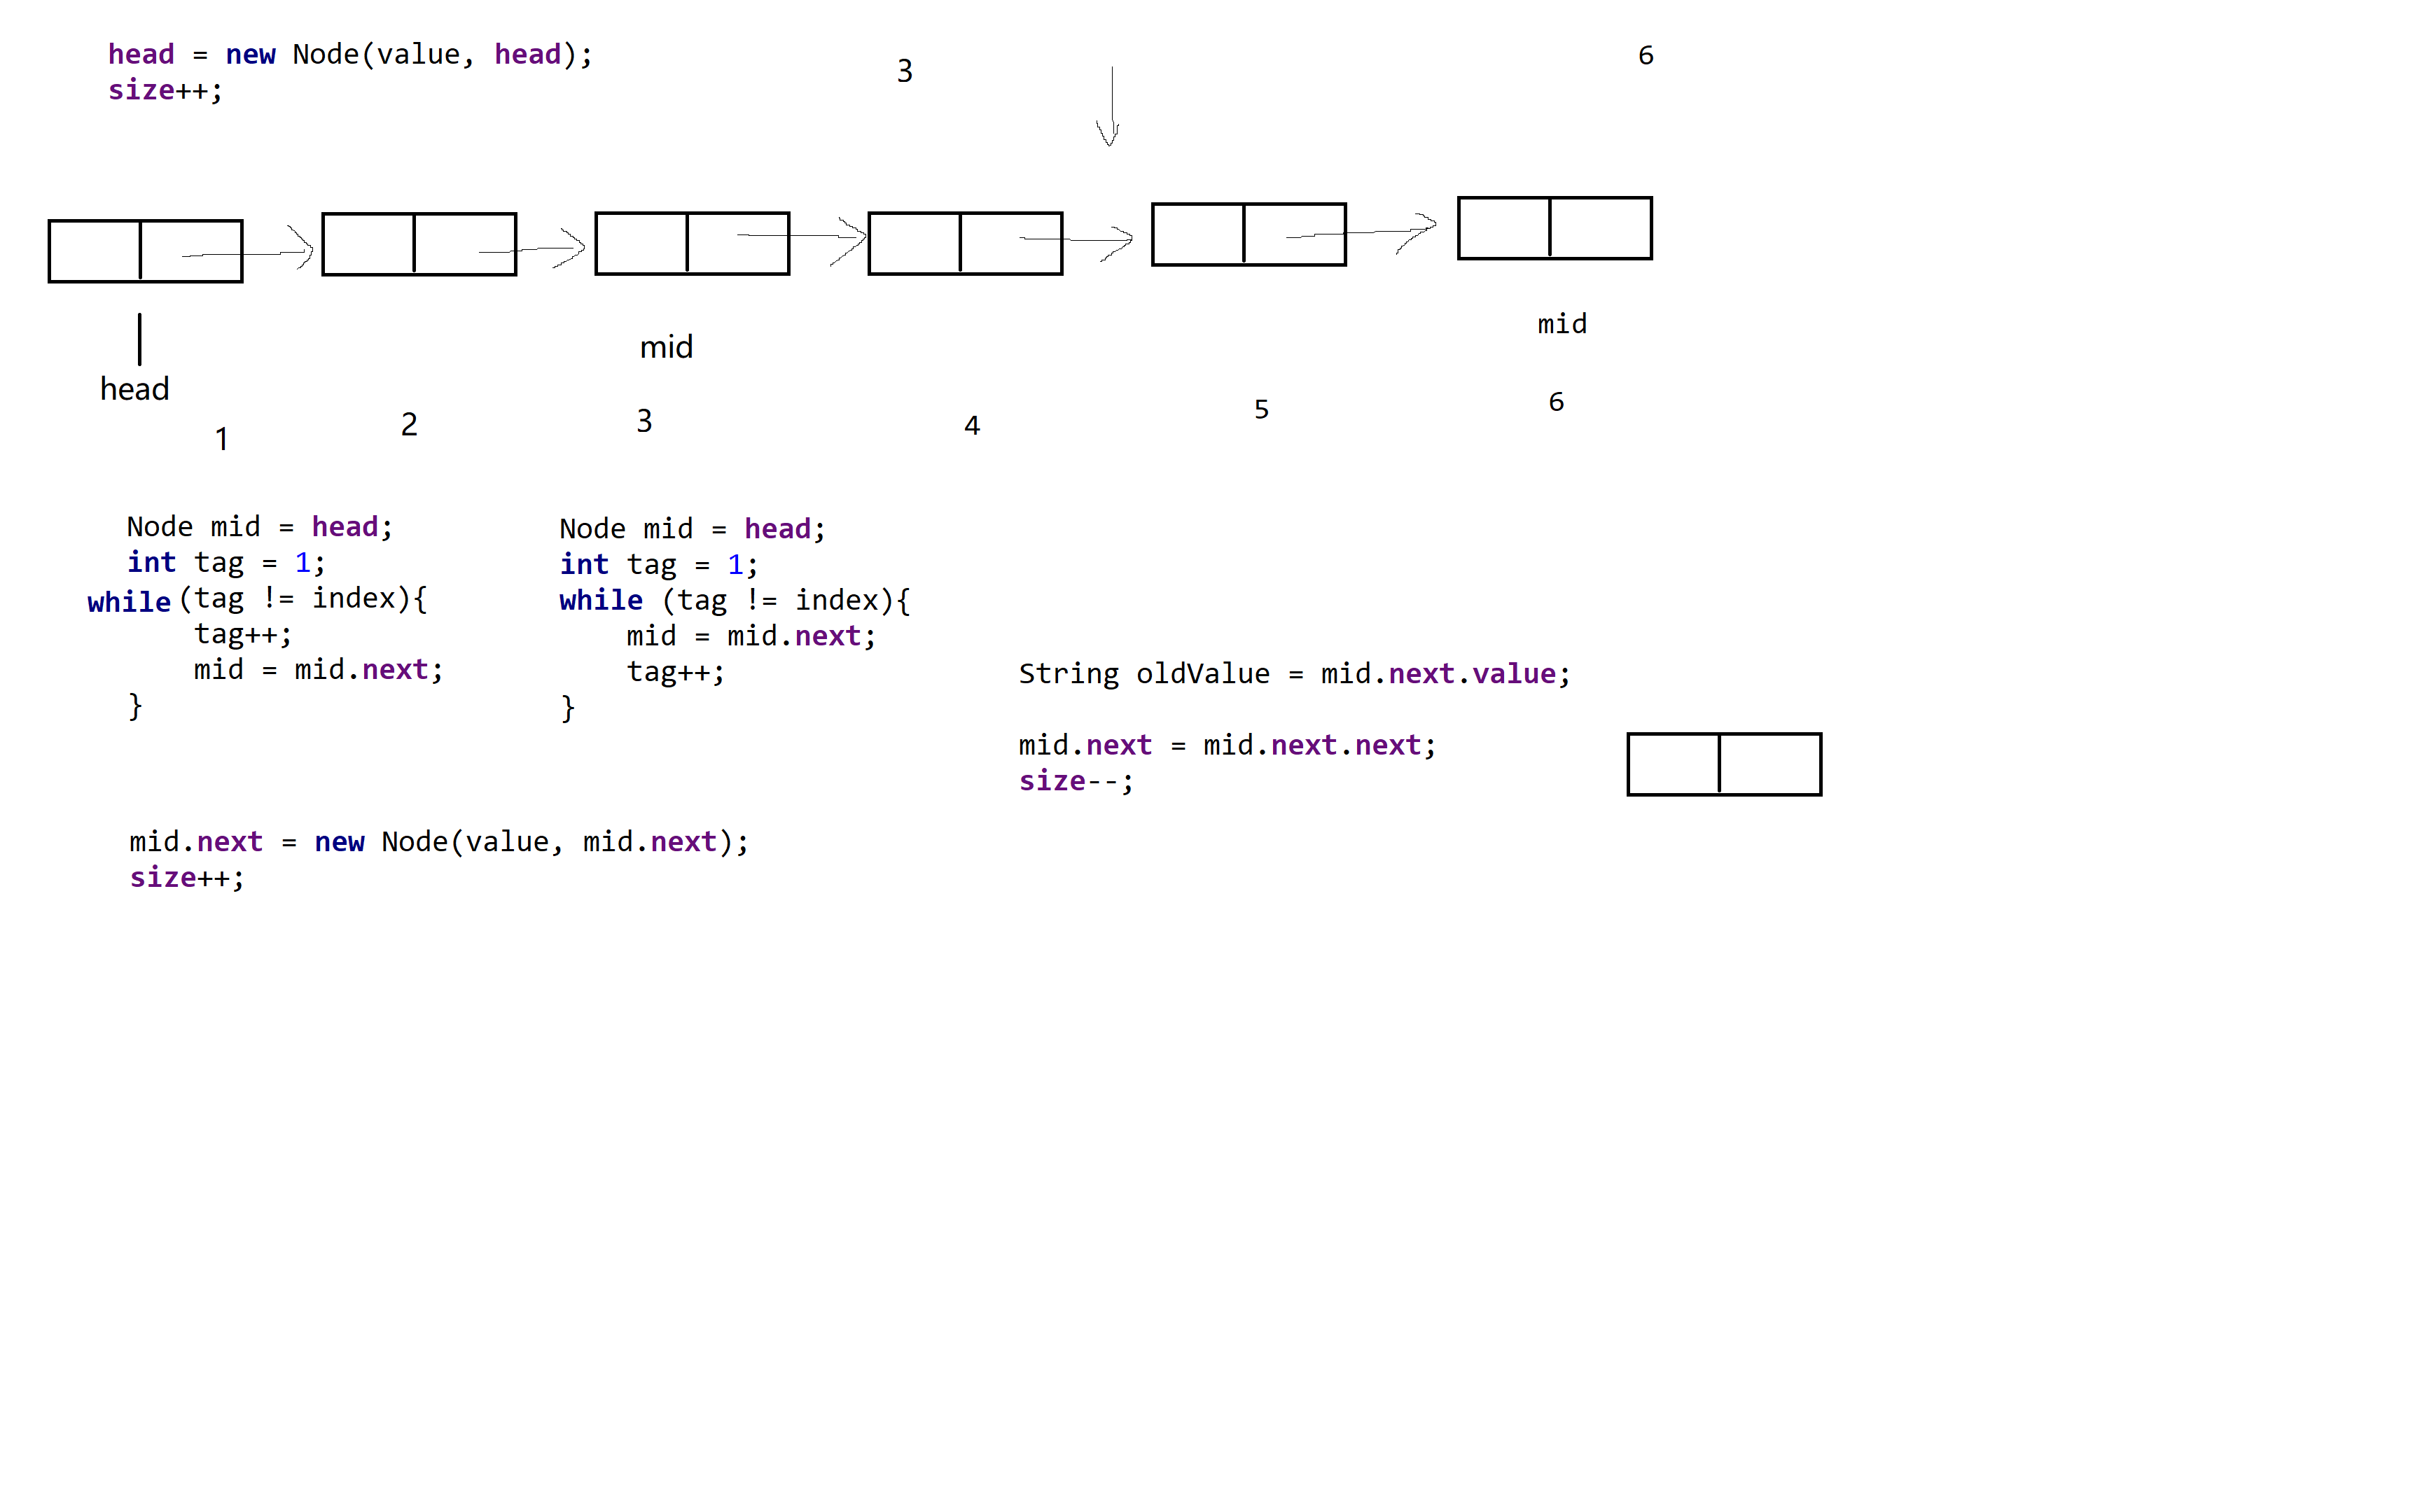 head = new Node(value, head);
size++;
3
6
head
mid
mid
1
2
3
4
5
6
Node mid = head;
int tag = 1;
while (tag != index){
tag++;
mid = mid.next;
}
Node mid = head;
int tag = 1;
while (tag != index){
mid = mid.next;
tag++;
}
String oldValue = mid.next.value;
mid.next = mid.next.next;
size--;
mid.next = new Node(value, mid.next);
size++;